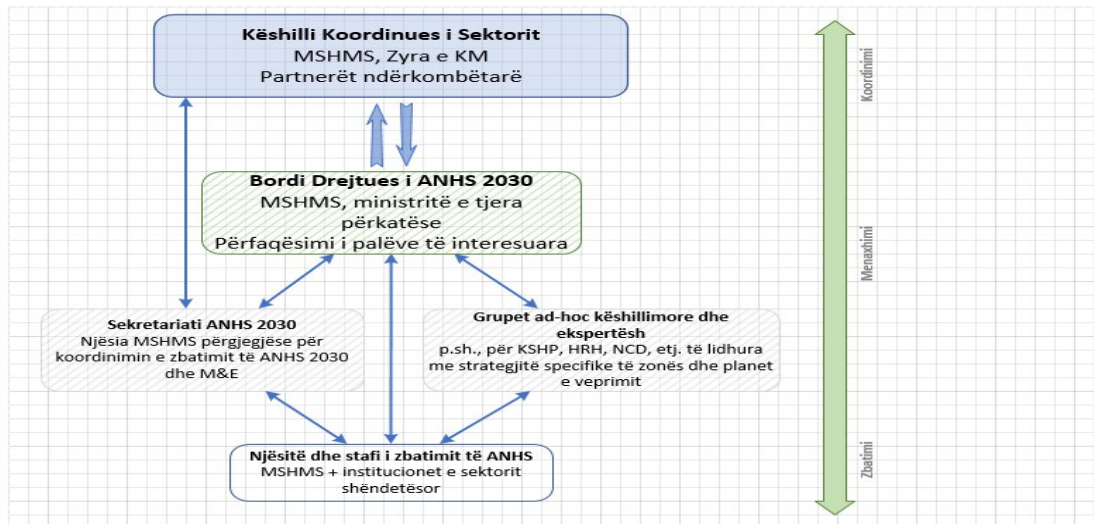 Këshilli Koordinues i Sektorit
MSHMS, Zyra e KM
Partnerët ndërkombëtarë
Koordinimi
Bordi Drejtues i ANHS 2030
MSHMS, ministritë e tjera
përkatëse
Përfaqësimi i palëve të interesuara
Menaxhimi
Sekretariati ANHS 2030
Njësia MSHMS përgjegjëse për
koordinimin e zbatimit të ANHS 2030
dhe M&E
Grupet ad-hoc këshillimore dhe
ekspertësh
p.sh., për KSHP, HRH, NCD, etj. të lidhura
me strategjitë specifike të zonës dhe planet
e veprimit
Njësitë dhe stafi i zbatimit të ANHS
MSHMS + institucionet e sektorit
shëndetësor
Zbatimi